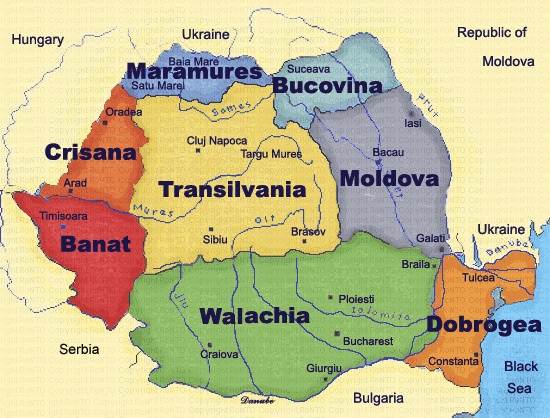 Hungary
Ukraine
Republic of
Moldova
Baia Mare
Maramures
Satu Mare
Suceava
Bucovina
Somes
Prut
Oradea
Iasi
Cluj Napoca
Targu Mures
Bacau
Crisana
Transilvania
Moldova
Arad
Mures
Olt
Timisoara
Banat
Sibiu
Brasov
Galati
Ukraine
Danube
Braila
Tulcea
Jiu
Ploiesti
Ialomita
Walachia
Dobrogea
Bucharest
Serbia
Craiova
Constanta
Giurgiu
Black
Sea
Danube
Bulgaria